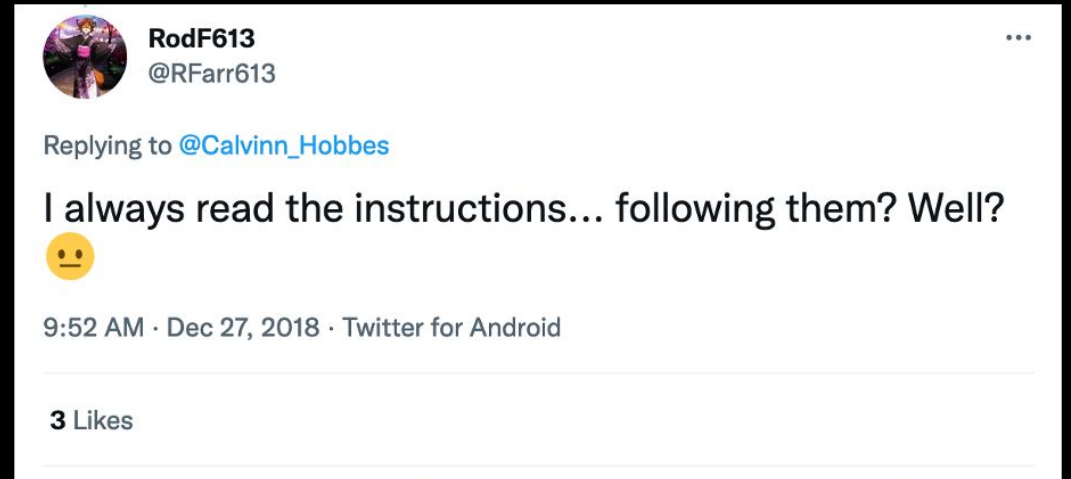 RodF613
@RFarr613
Replying to @Calvinn_Hobbes
I always read the instructions... following them? Well?
😐
9:52 AM · Dec 27, 2018 · Twitter for Android
3 Likes